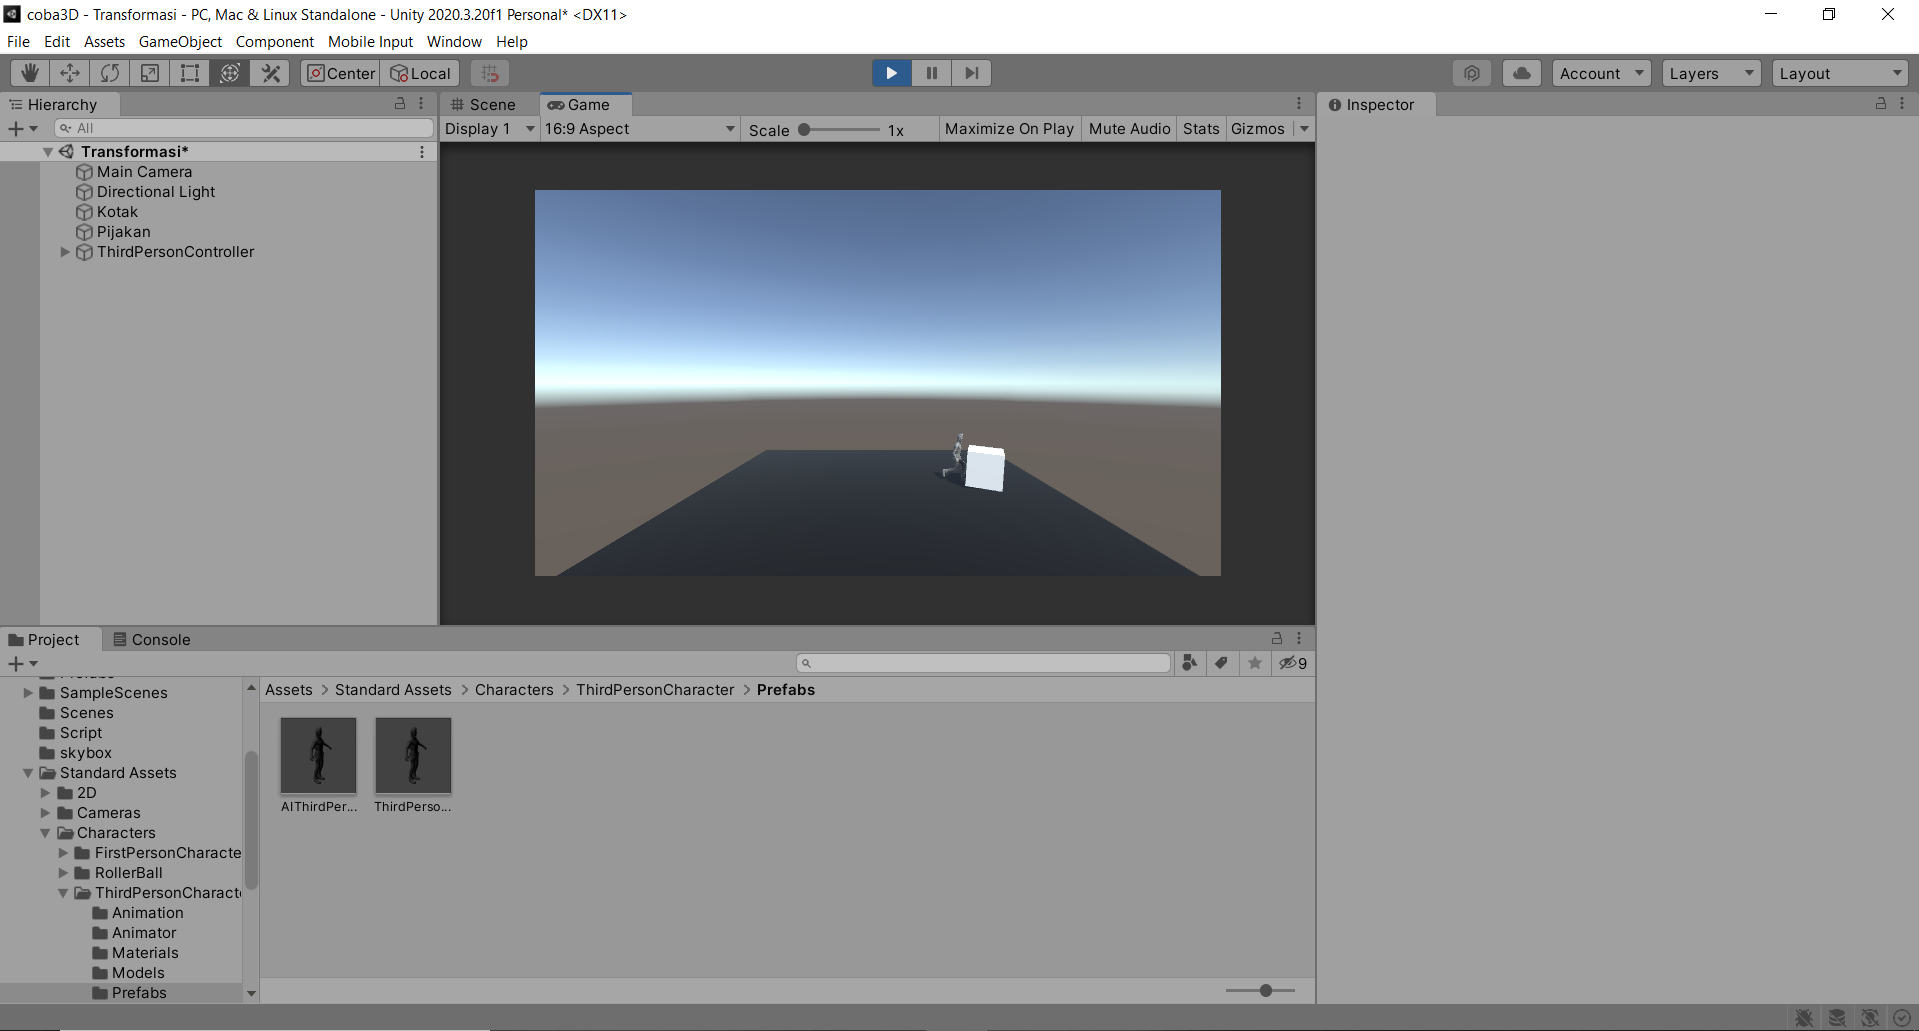 coba3D - Transformasi - PC, Mac & Linux Standalone - Unity 2020.3.20f1 Personal* <DX11>
File Edit Assets GameObject Component Mobile Input Window Help
Center Local Account Layers Layout
Hierarchy
All
Transformasi*
Main Camera
Directional Light
Kotak
Pijakan
ThirdPersonController
Scene Game
Display 1 16:9 Aspect Scale 1x Maximize On Play Mute Audio Stats Gizmos
Inspector
Project Console
9
SampleScenes
Scenes
Script
skybox
Standard Assets
2D
Cameras
Characters
FirstPersonCharacte
RollerBall
ThirdPersonCharact
Animation
Animator
Materials
Models
Prefabs
Assets > Standard Assets > Characters > ThirdPersonCharacter > Prefabs
AIThirdPer... ThirdPerso...